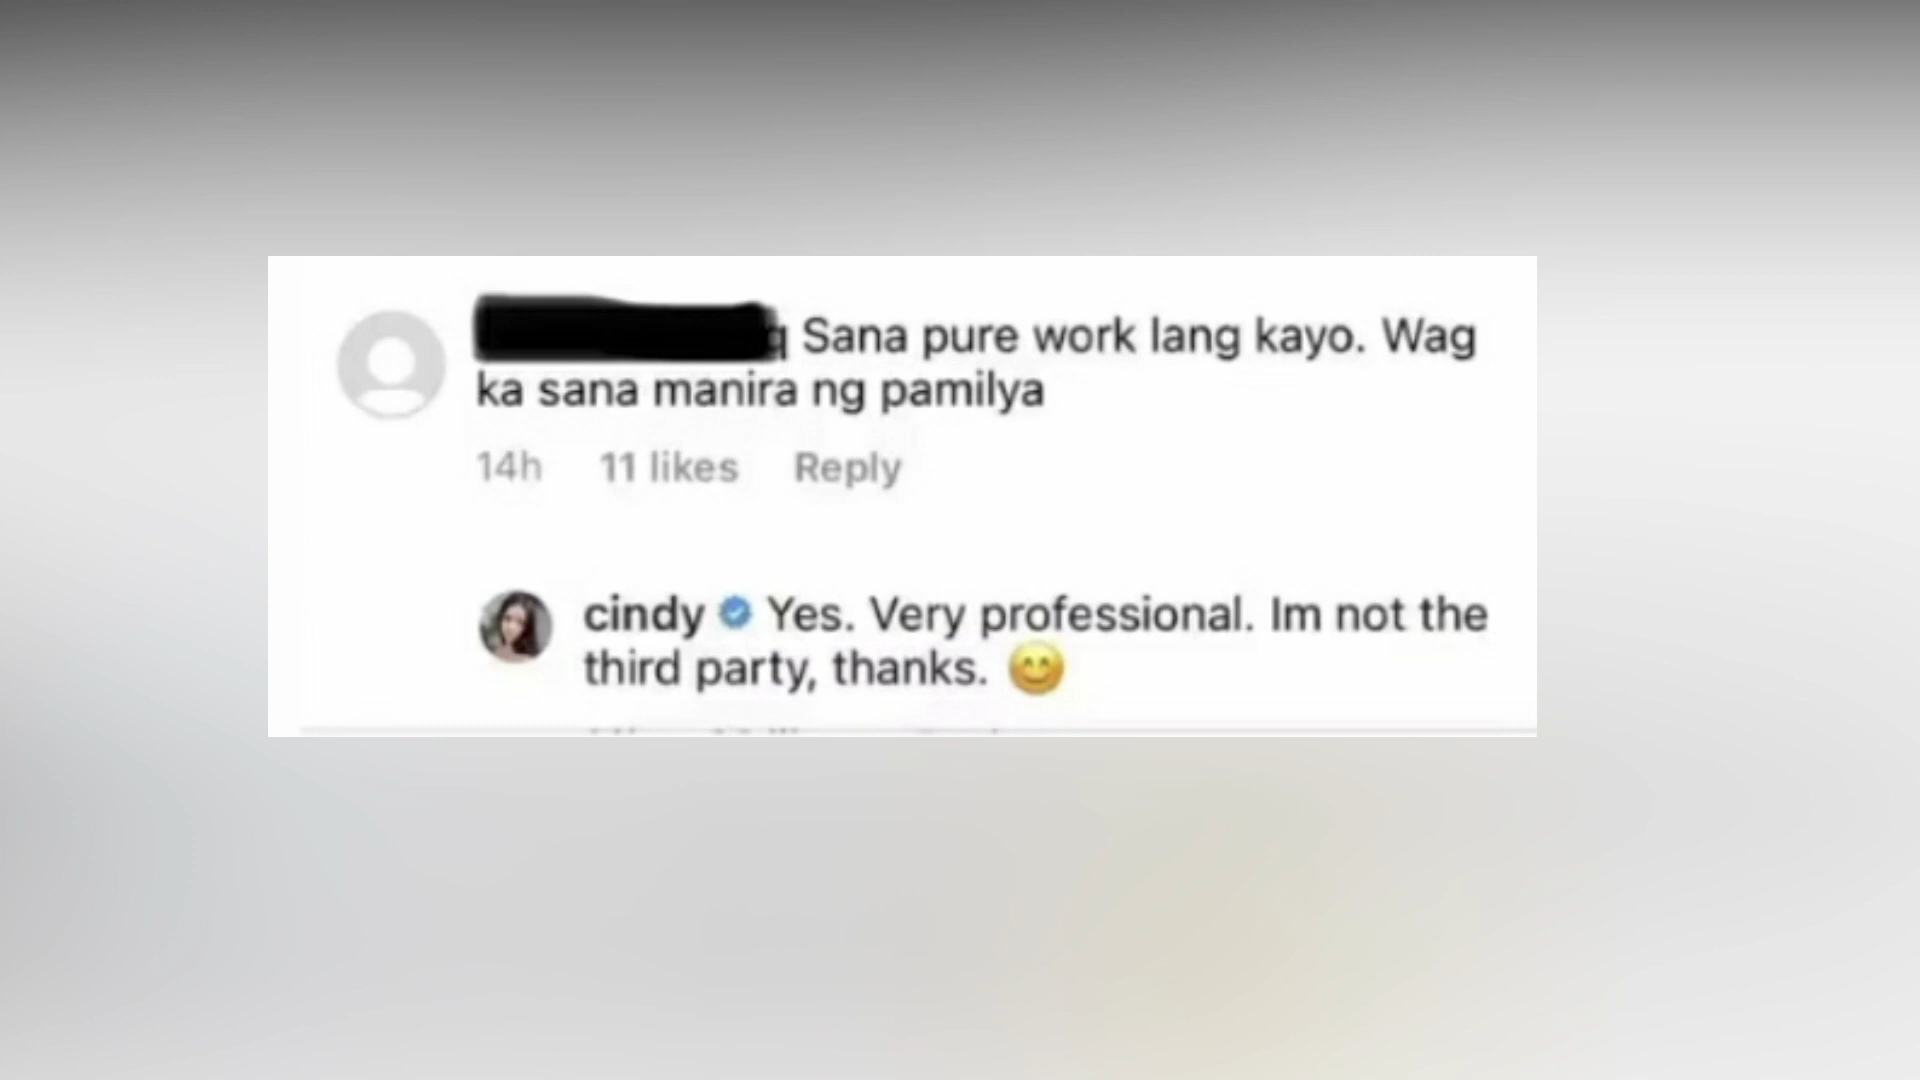 q Sana pure work lang kayo. Wag
ka sana manira ng pamilya
14h 11 likes Reply
cindy Yes. Very professional. Im not the
third party, thanks. 😊